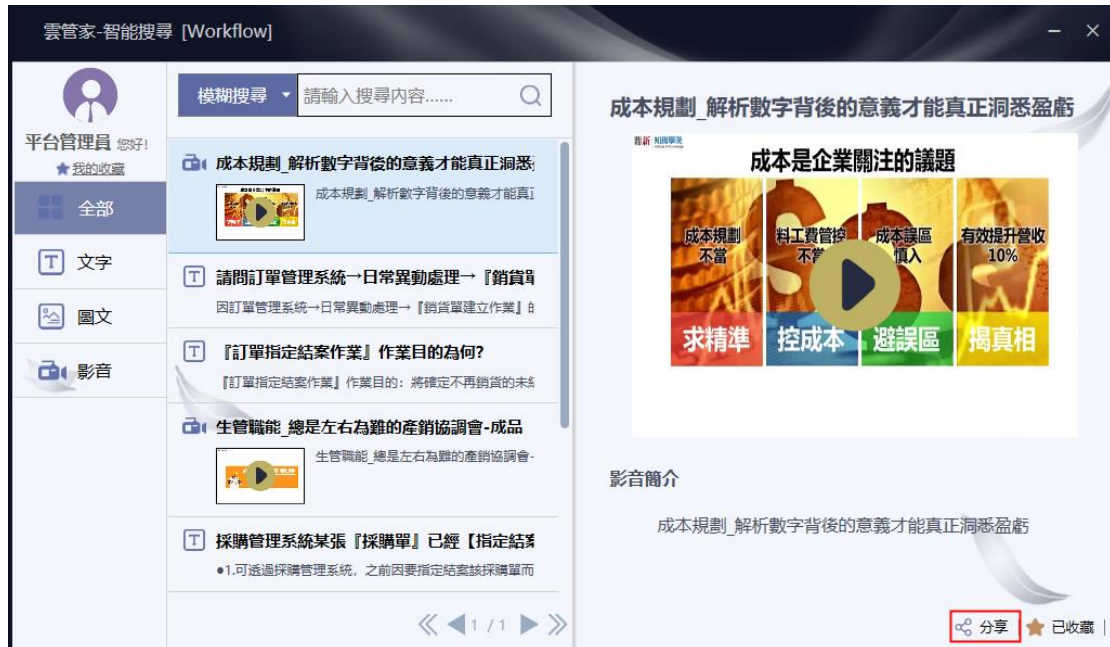 雲管家-智能搜尋 [Workflow]
平台管理員 您好!
我的收藏
全部
文字
圖文
影音
模糊搜尋
請輸入搜尋內容......
成本規劃_解析數字背後的意義才能真正洞悉
成本規劃_解析數字背後的意義才能真正
請問訂單管理系統→日常異動處理→『銷貨單
因訂單管理系統→日常異動處理→『銷貨單建立作業』的
『訂單指定結案作業』作業目的為何?
『訂單指定結案作業』作業目的：將確定不再銷貨的未結
生管職能_總是左右為難的產銷協調會-成品
生管職能_總是左右為難的產銷協調會-
採購管理系統某張『採購單』已經【指定結案
●1.可透過採購管理系統，之前因要指定結案該採購單而
1 / 1
成本規劃_解析數字背後的意義才能真正洞悉盈虧
鼎新 知識學院
成本是企業關注的議題
成本規劃
不當
料工費管控
不當
成本誤區
慎入
有效提升營收
10%
求精準
控成本
避誤區
揭真相
影音簡介
成本規劃_解析數字背後的意義才能真正洞悉盈虧
分享
已收藏